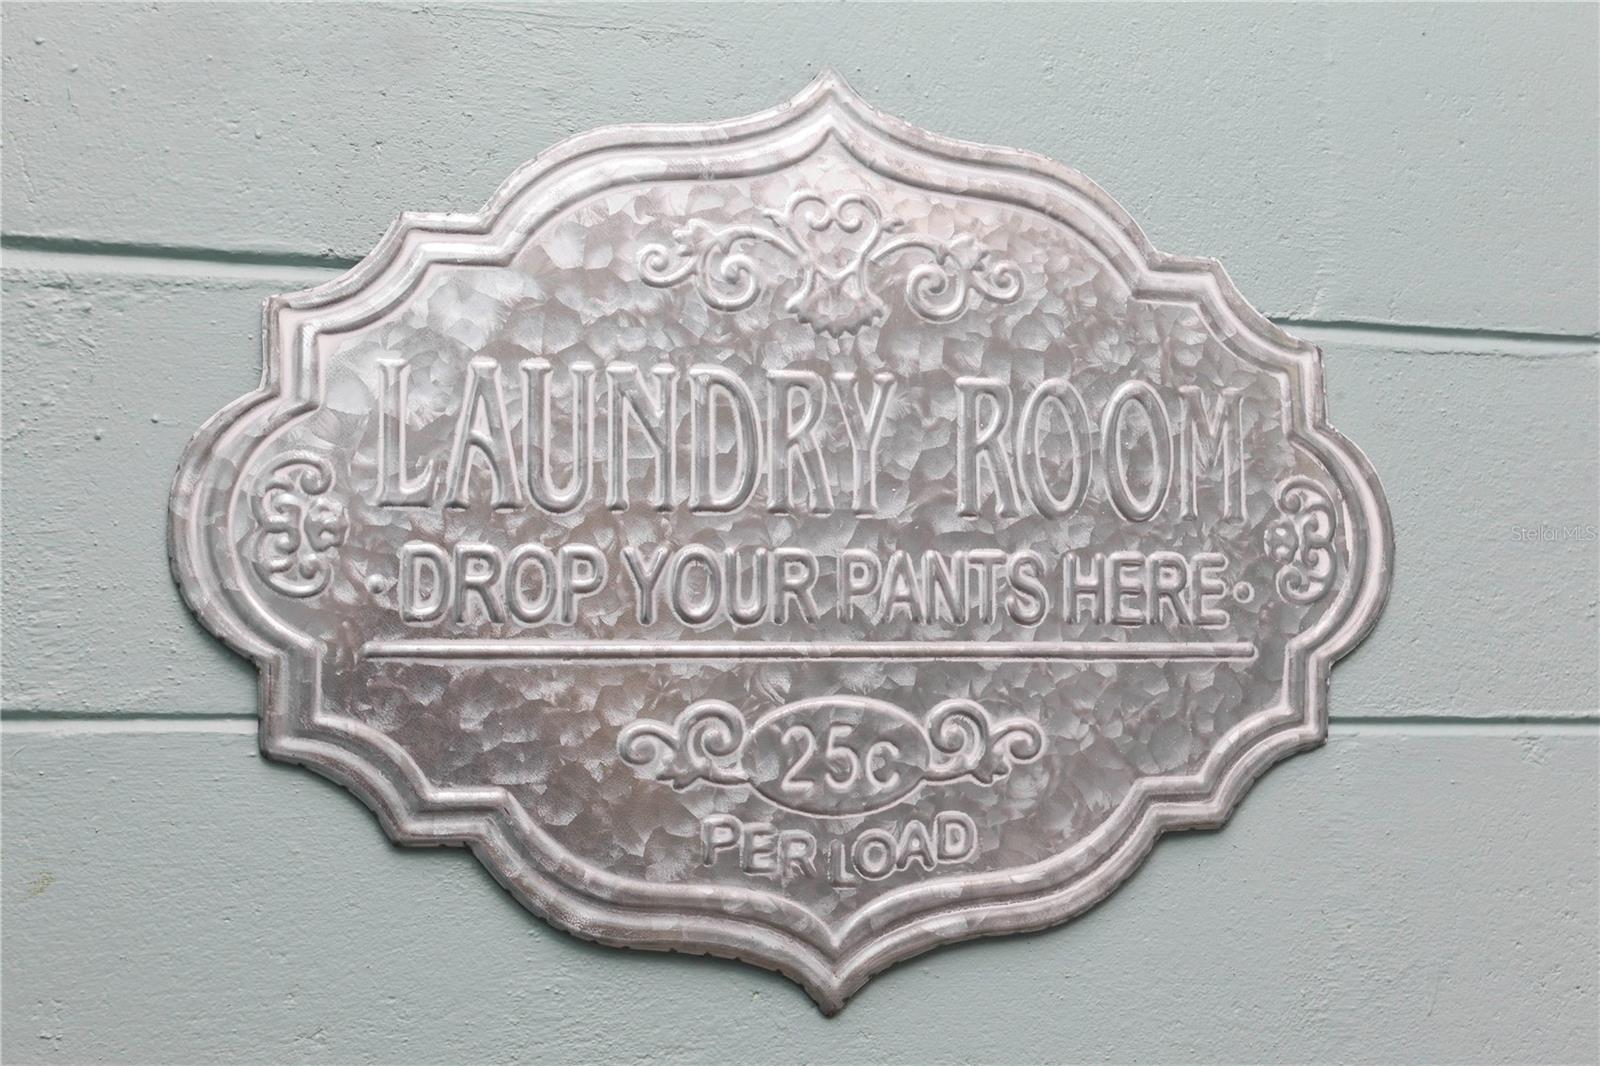 LAUNDRY ROOM
• DROP YOUR PANTS HERE •
25¢
PER LOAD
Stellar MLS